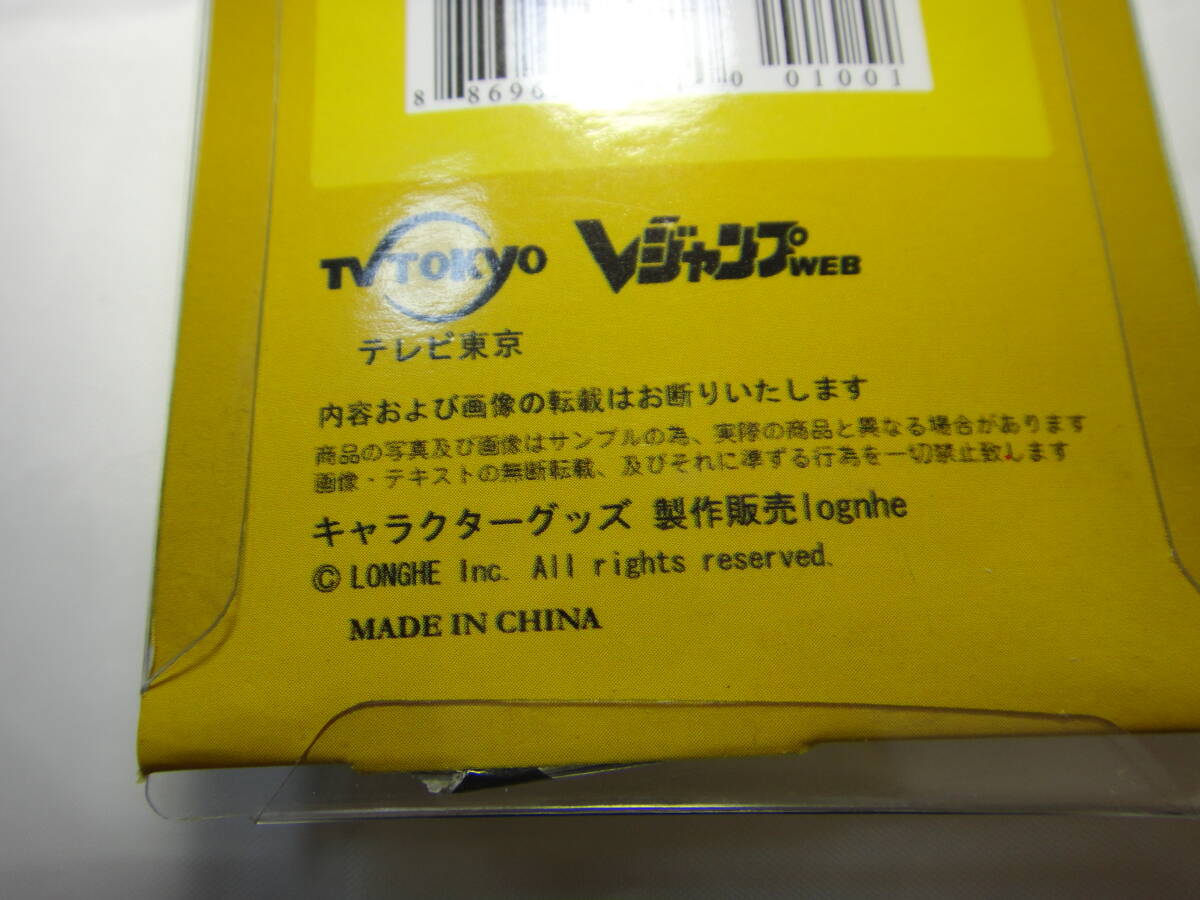 8 8696 0 01001
TV TOKYO VジャンプWEB
テレビ東京
内容および画像の転載はお断りいたします
商品の写真及び画像はサンプルの為、実際の商品と異なる場合があります
画像・テキストの無断転載、及びそれに準ずる行為を一切禁止致します
キャラクターグッズ 製作販売lognhe
© LONGHE Inc. All rights reserved.
MADE IN CHINA